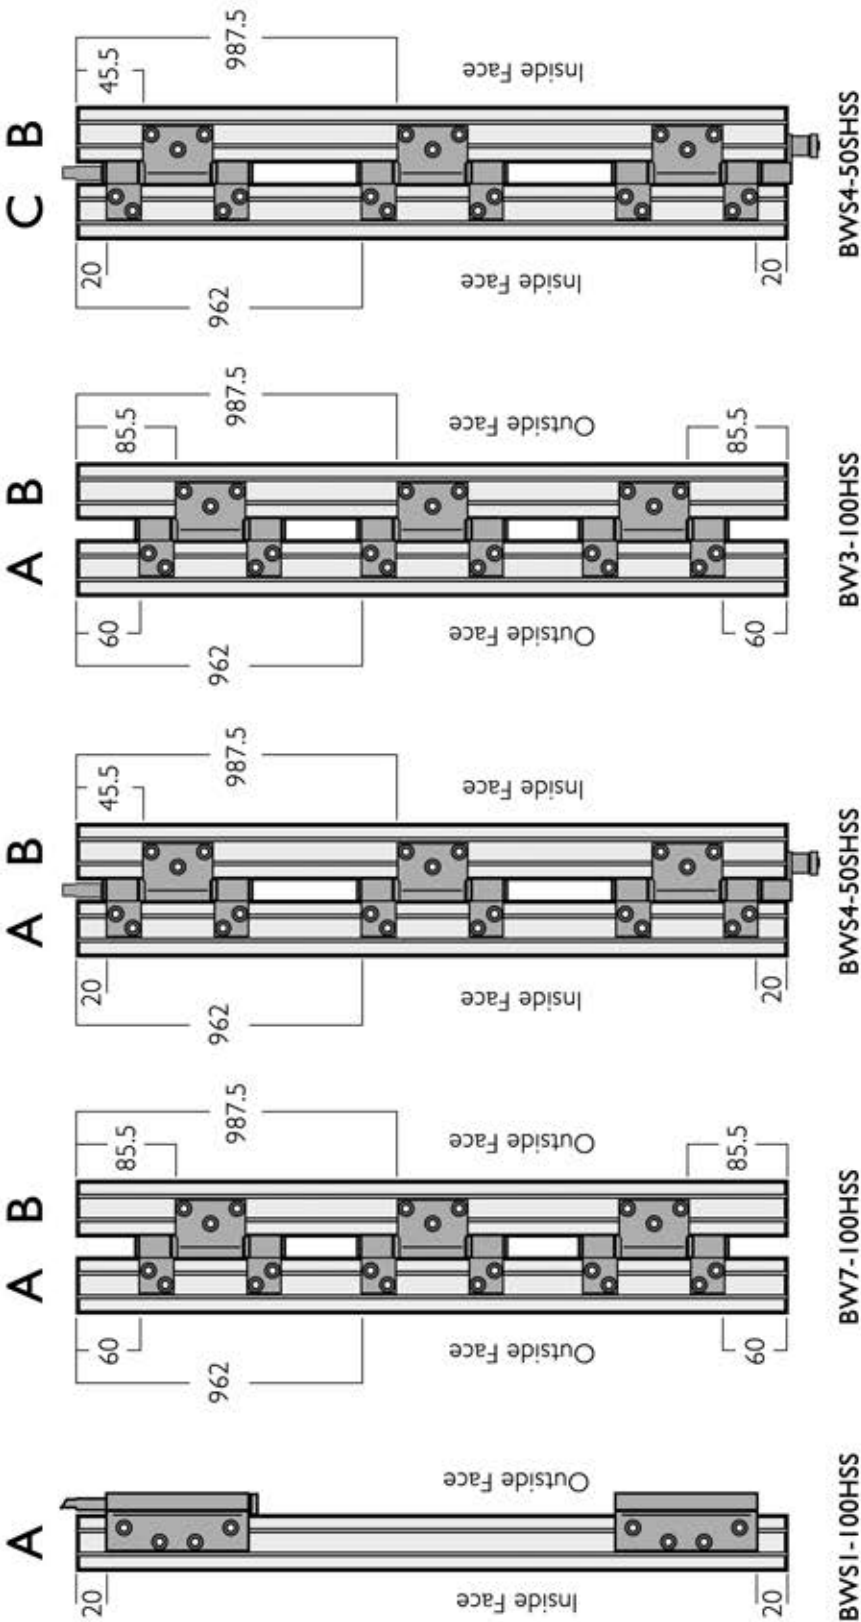 A
20
Inside Face
Outside Face
20
BWS1-100HSS
A B
987.5
85.5
60
962
Outside Face
Outside Face
85.5
60
BW7-100HSS
A B
987.5
45.5
20
962
Inside Face
Inside Face
20
BWS4-50SHSS
A B
987.5
85.5
60
962
Outside Face
Outside Face
85.5
60
BW3-100HSS
C B
987.5
45.5
20
962
Inside Face
Inside Face
20
BWS4-50SHSS